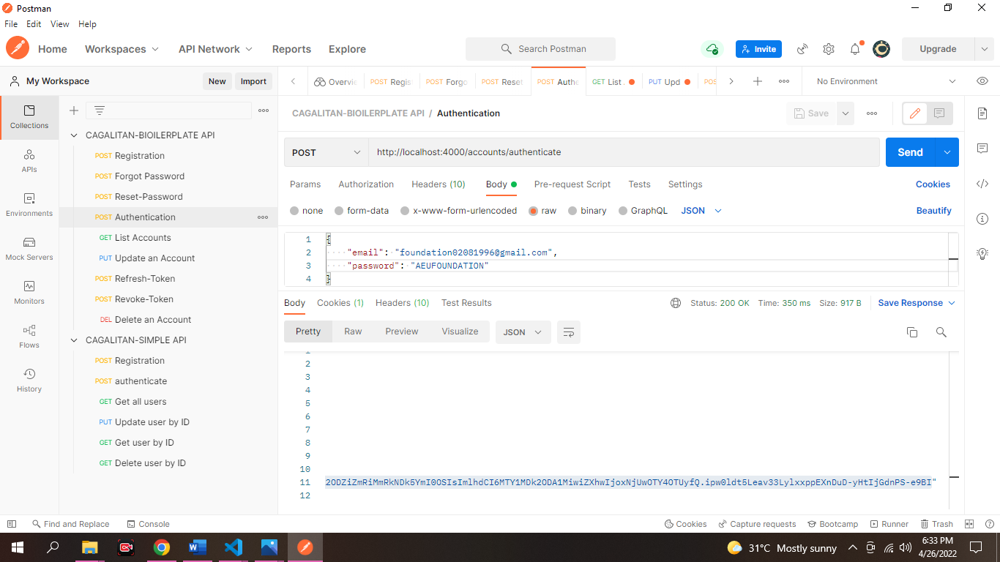 Postman
File Edit View Help
Home Workspaces API Network Reports Explore Search Postman Invite Upgrade
My Workspace New Import Overvie POST Regis POST Forgo POST Reset POST Authe GET List POST Upd No Environment
CAGALITAN-BIOILERPLATE API / Authentication Save
Collections
APIs
Environments
Mock Servers
Monitors
Flows
History
CAGALITAN-BIOILERPLATE API
POST Registration
POST Forgot Password
POST Reset-Password
POST Authentication
GET List Accounts
PUT Update an Account
POST Refresh-Token
POST Revoke-Token
DEL Delete an Account
CAGALITAN-SIMPLE API
POST Registration
POST authenticate
GET Get all users
PUT Update user by ID
GET Get user by ID
GET Delete user by ID
POST http://localhost:4000/accounts/authenticate Send
Params Authorization Headers (10) Body Pre-request Script Tests Settings Cookies
none form-data x-www-form-urlencoded raw binary GraphQL JSON Beautify
1 {
2 "email": "foundation02081996@gmail.com",
3 "password": "AEUFOUNDATION"
4 }
Body Cookies (1) Headers (10) Test Results Status: 200 OK Time: 350 ms Size: 917 B Save Response
Pretty Raw Preview Visualize JSON
1
2
3
4
5
6
7
8
9
10
11 2ODZiZmRiMmRkNDk5YmI0OSIsImlhdCI6MTY1MDk2ODA1MiwiZXhwIjoxNjUwOTY4OTUyfQ.ipw0ldt5Leav33LylxxppEXnDuD-yHtIjGdnPS-e9BI"
12
Find and Replace Console Cookies Capture requests Bootcamp Runner Trash
31°C Mostly sunny 6:33 PM
4/26/2022